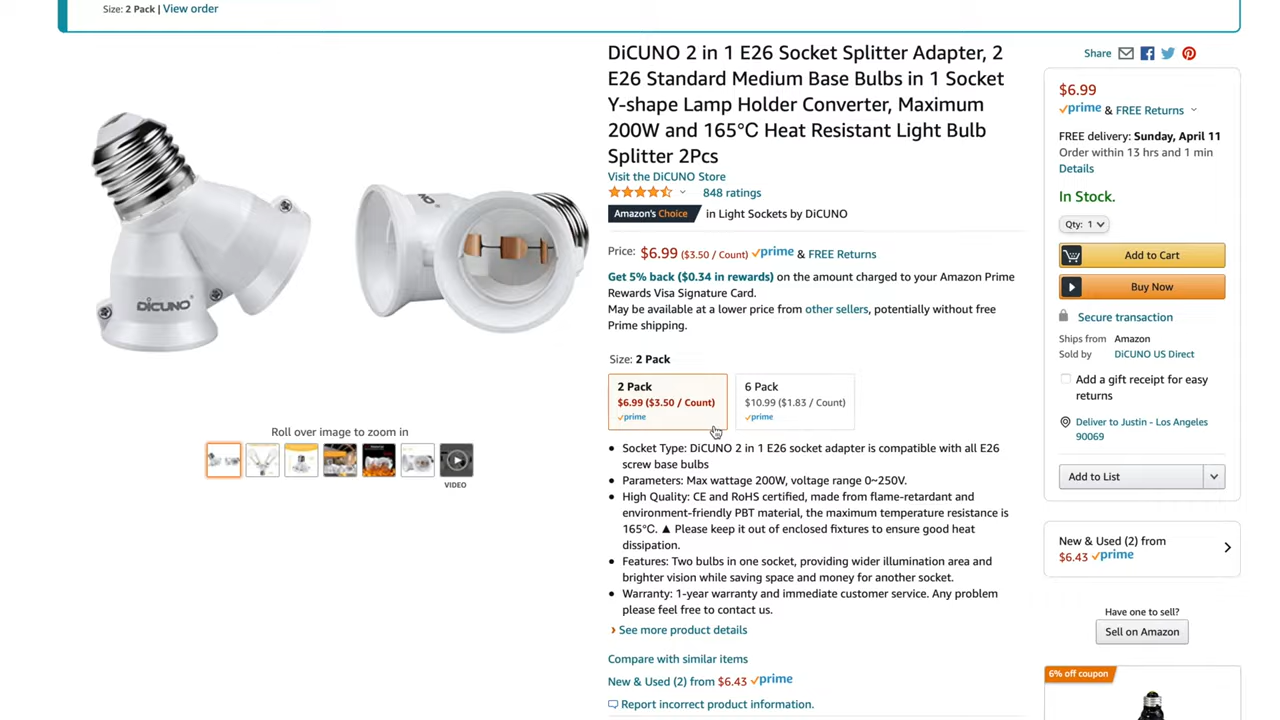 Size: 2 Pack | View order
DiCUNO 2 in 1 E26 Socket Splitter Adapter, 2
E26 Standard Medium Base Bulbs in 1 Socket
Y-shape Lamp Holder Converter, Maximum
200W and 165℃ Heat Resistant Light Bulb
Splitter 2Pcs
Visit the DiCUNO Store
848 ratings
Amazon's Choice in Light Sockets by DiCUNO
Price: $6.99 ($3.50 / Count) prime & FREE Returns
Get 5% back ($0.34 in rewards) on the amount charged to your Amazon Prime
Rewards Visa Signature Card.
May be available at a lower price from other sellers, potentially without free
Prime shipping.
Size: 2 Pack
2 Pack
$6.99 ($3.50 / Count)
prime
6 Pack
$10.99 ($1.83 / Count)
prime
• Socket Type: DiCUNO 2 in 1 E26 socket adapter is compatible with all E26
screw base bulbs
• Parameters: Max wattage 200W, voltage range 0~250V.
• High Quality: CE and RoHS certified, made from flame-retardant and
environment-friendly PBT material, the maximum temperature resistance is
165℃. ▲ Please keep it out of enclosed fixtures to ensure good heat
dissipation.
• Features: Two bulbs in one socket, providing wider illumination area and
brighter vision while saving space and money for another socket.
• Warranty: 1-year warranty and immediate customer service. Any problem
please feel free to contact us.
› See more product details
Compare with similar items
New & Used (2) from $6.43 prime
Report incorrect product information.
DiCUNO
Roll over image to zoom in
VIDEO
Share
$6.99
prime & FREE Returns
FREE delivery: Sunday, April 11
Order within 13 hrs and 1 min
Details
In Stock.
Qty: 1
Add to Cart
Buy Now
Secure transaction
Ships from Amazon
Sold by DiCUNO US Direct
Add a gift receipt for easy
returns
Deliver to Justin - Los Angeles
90069
Add to List
New & Used (2) from
$6.43 prime
Have one to sell?
Sell on Amazon
6% off coupon